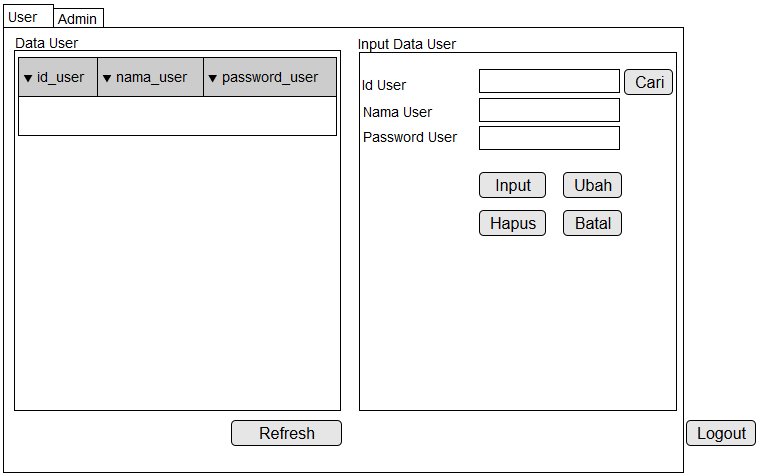 User Admin
Data User
id_user nama_user password_user
Input Data User
Id User Cari
Nama User
Password User
Input Ubah
Hapus Batal
Refresh
Logout